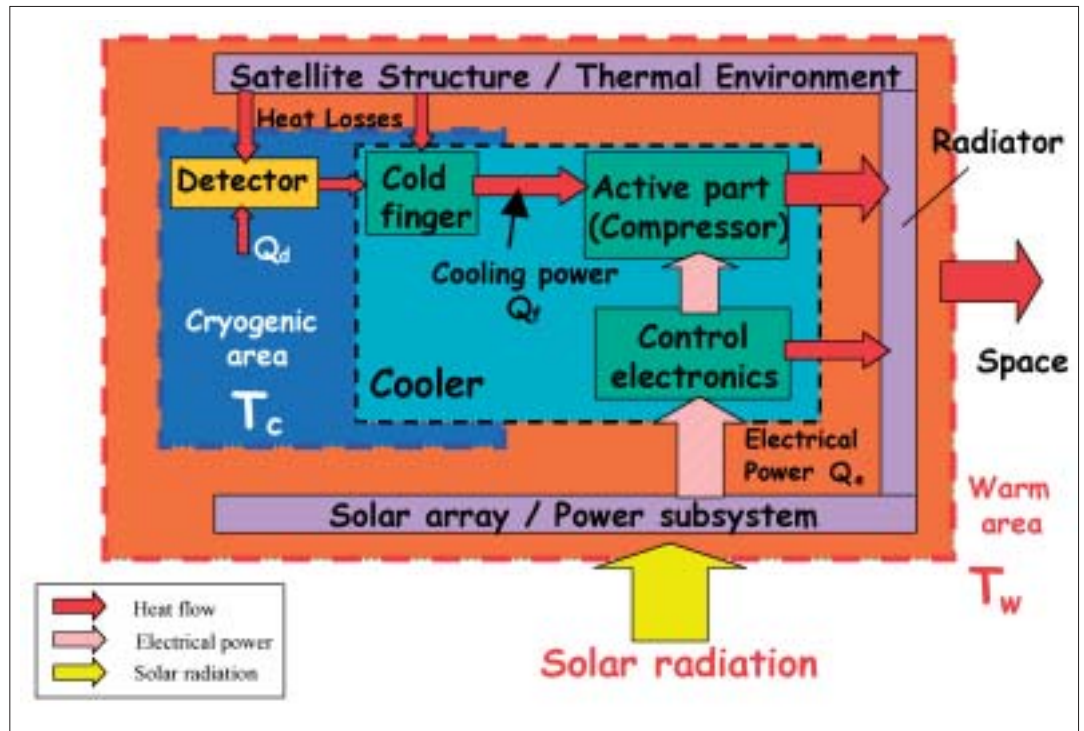 Satellite Structure / Thermal Environment
Heat Losses
Radiator
Detector
Cold
finger
Active part
(Compressor)
Qd
Cooling power
Qf
Cryogenic
area
Tc
Cooler
Control
electronics
Space
Electrical
Power Qe
Solar array / Power subsystem
Warm
area
Tw
Heat flow
Electrical power
Solar radiation
Solar radiation